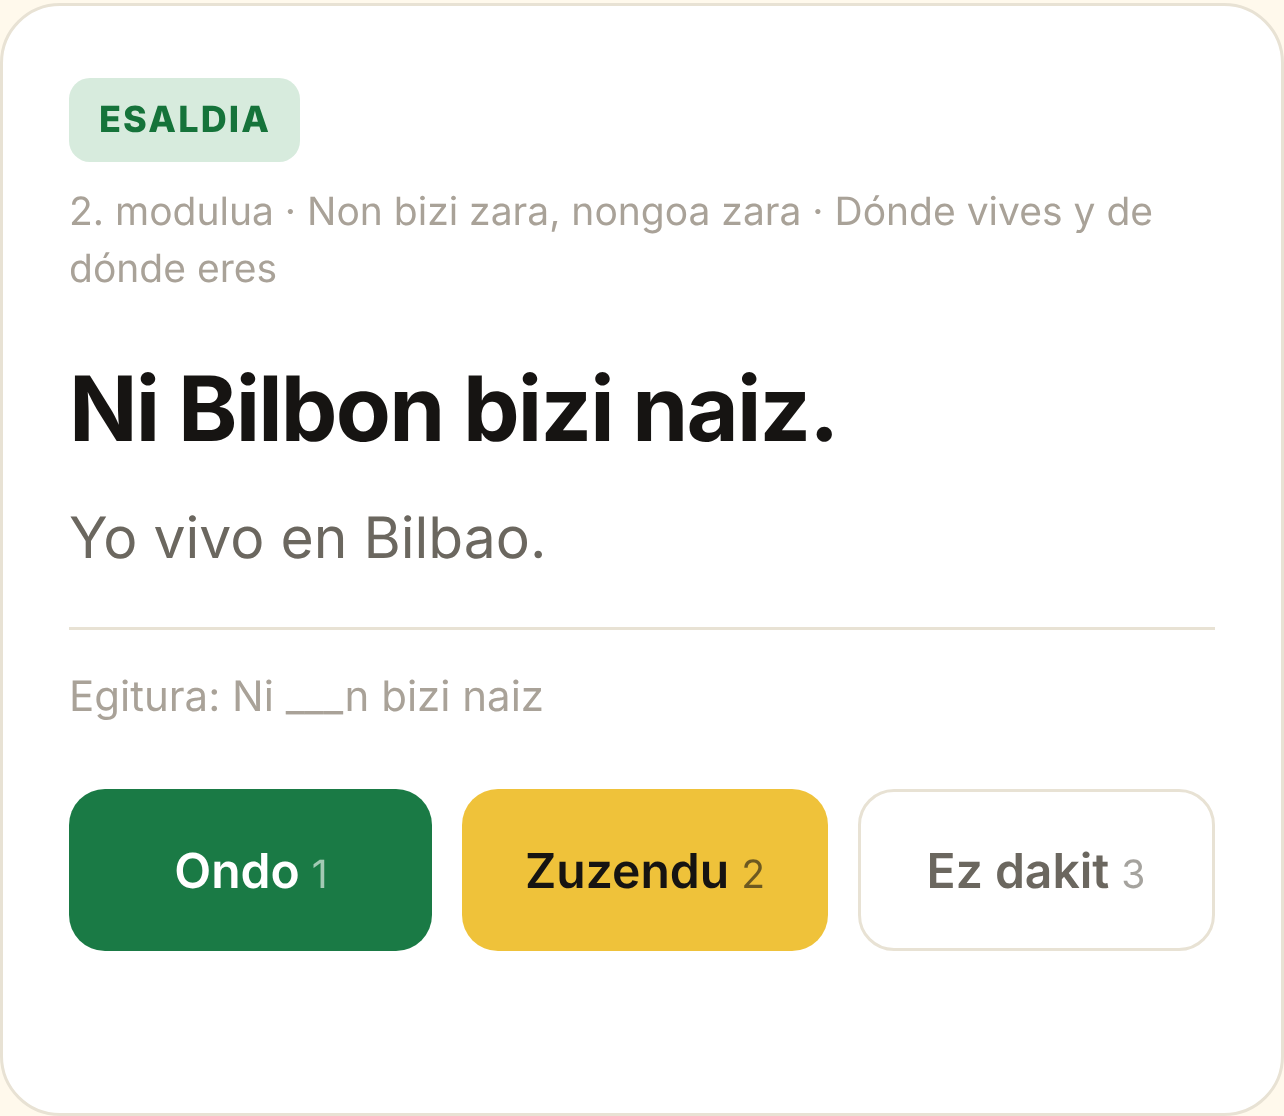 ESALDIA
2. modulua · Non bizi zara, nongoa zara · Dónde vives y de
dónde eres
Ni Bilbon bizi naiz.
Yo vivo en Bilbao.
Egitura: Ni ___n bizi naiz
Ondo 1 Zuzendu 2 Ez dakit 3